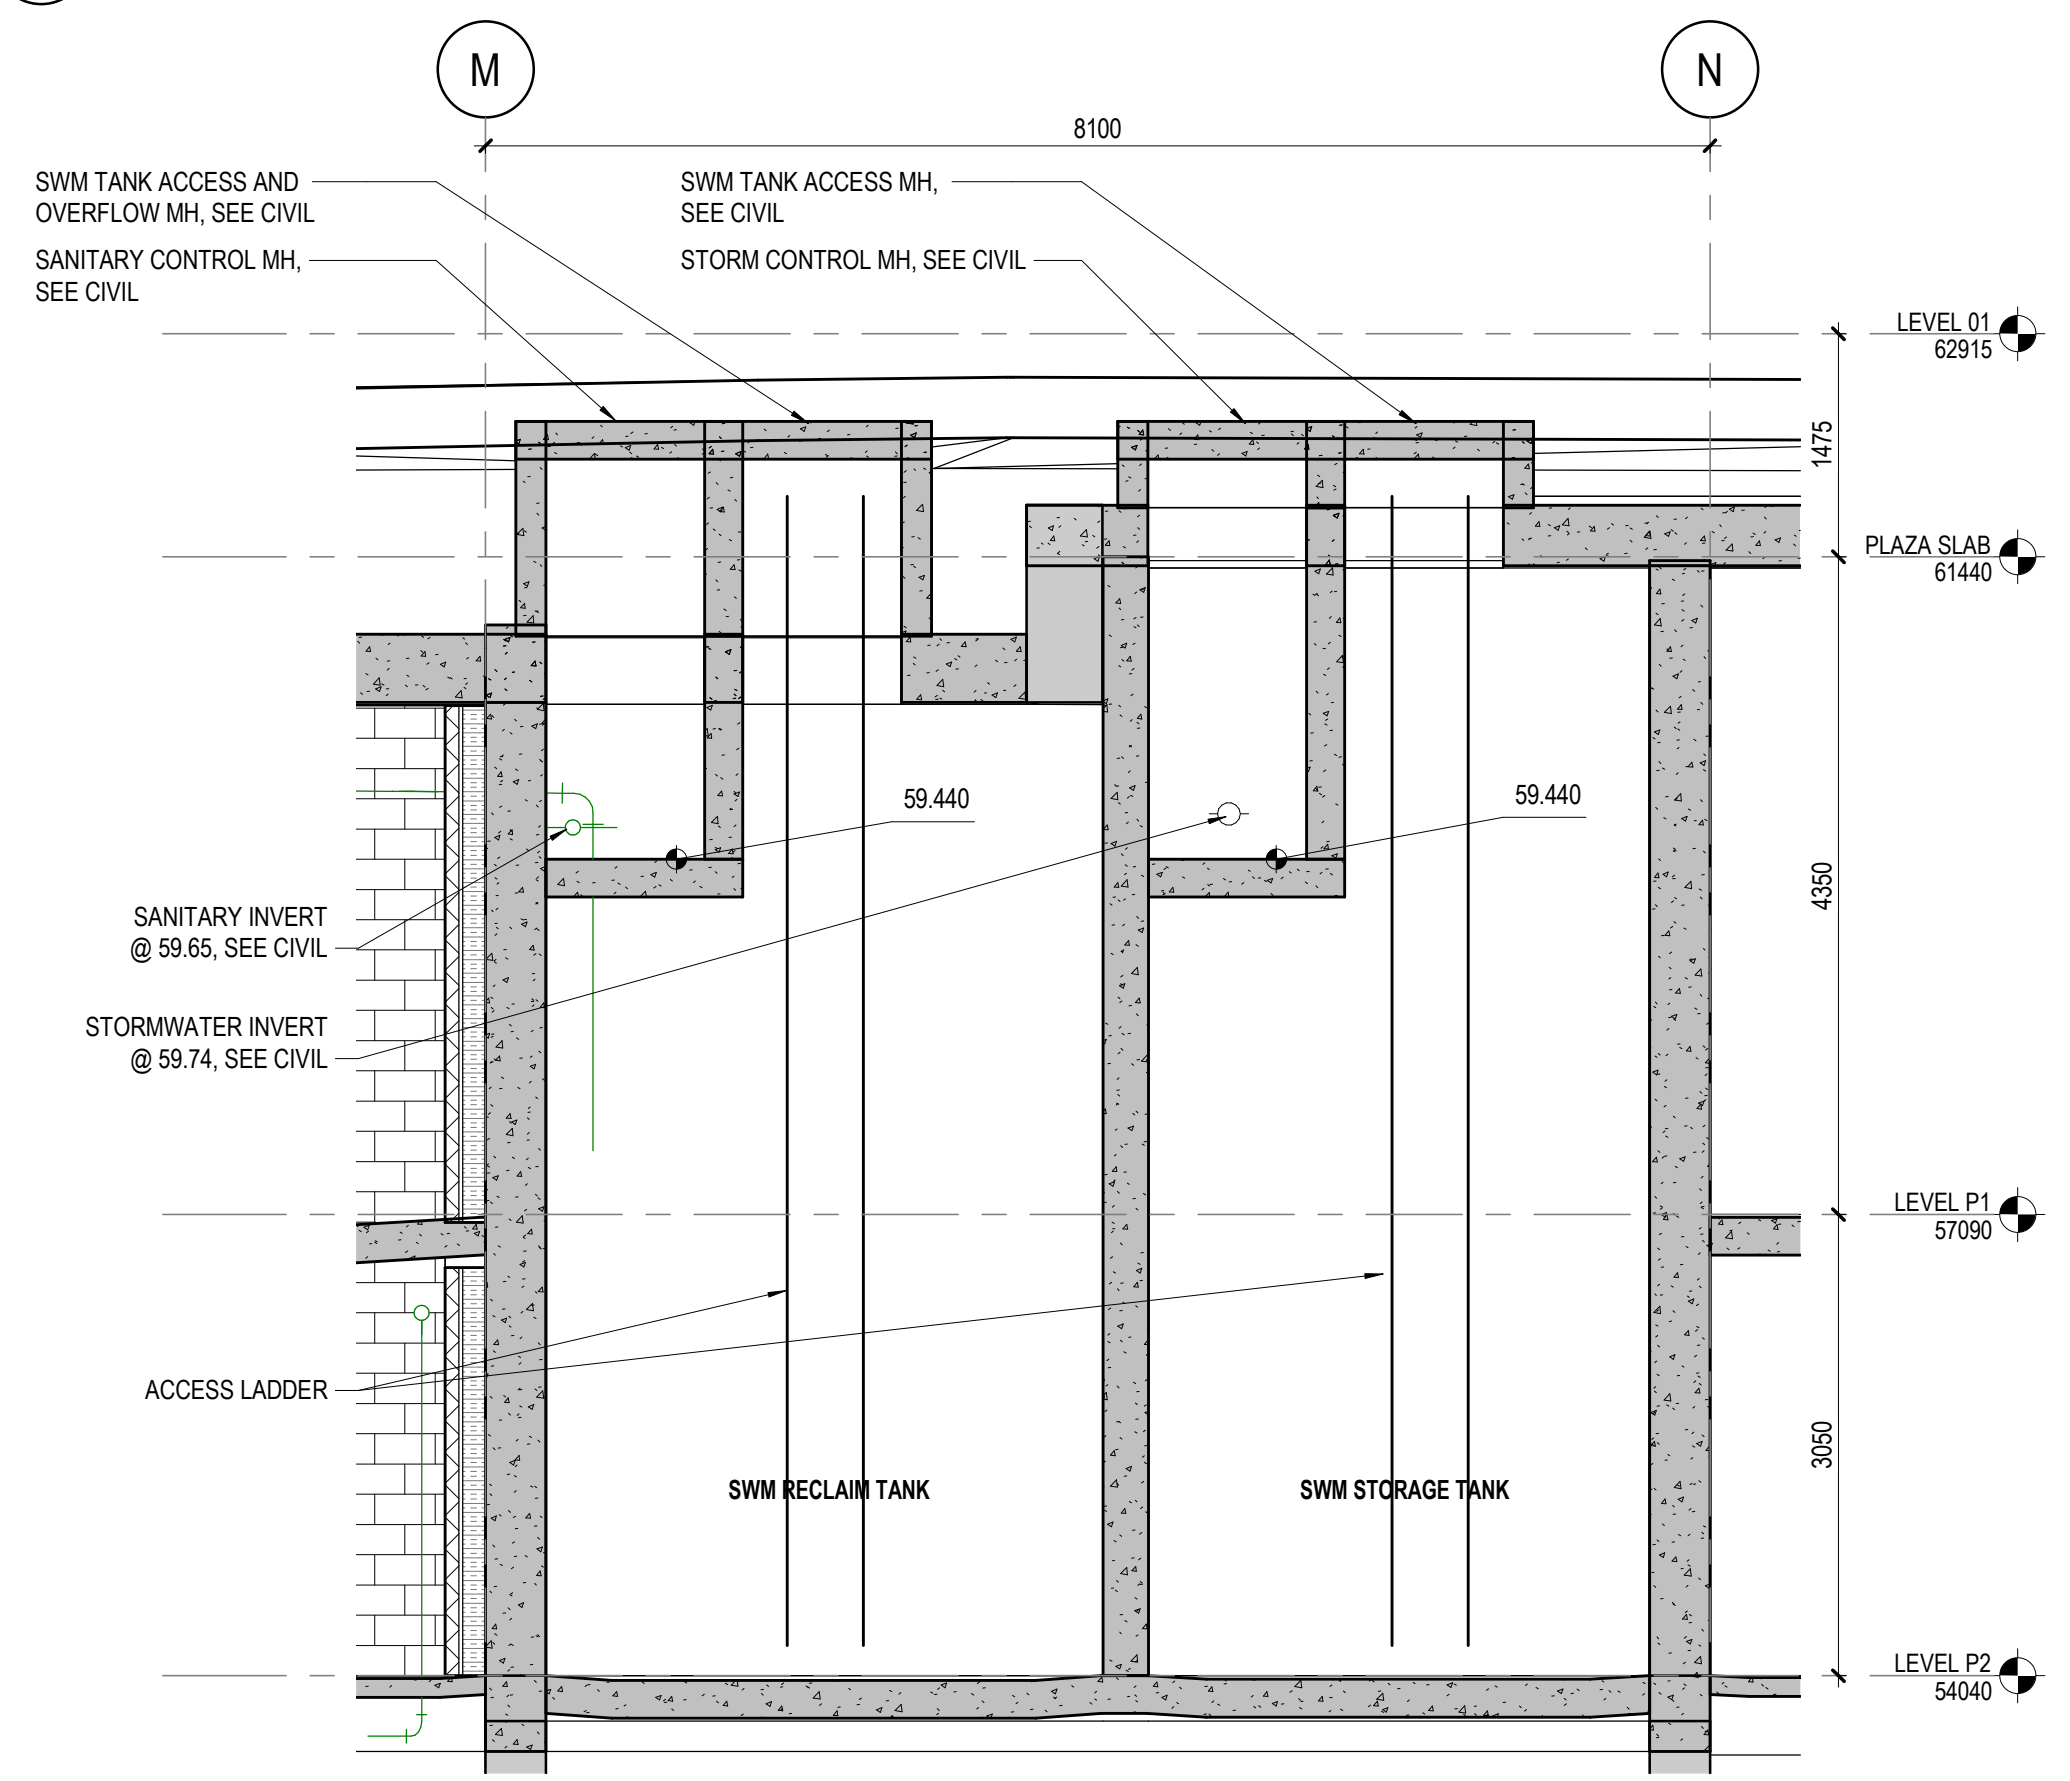 M
N
8100
SWM TANK ACCESS AND
OVERFLOW MH, SEE CIVIL
SANITARY CONTROL MH,
SEE CIVIL
SWM TANK ACCESS MH,
SEE CIVIL
STORM CONTROL MH, SEE CIVIL
LEVEL 01
62915
1475
PLAZA SLAB
61440
59.440
59.440
4350
SANITARY INVERT
@ 59.65, SEE CIVIL
STORMWATER INVERT
@ 59.74, SEE CIVIL
LEVEL P1
57090
ACCESS LADDER
3050
SWM RECLAIM TANK
SWM STORAGE TANK
LEVEL P2
54040